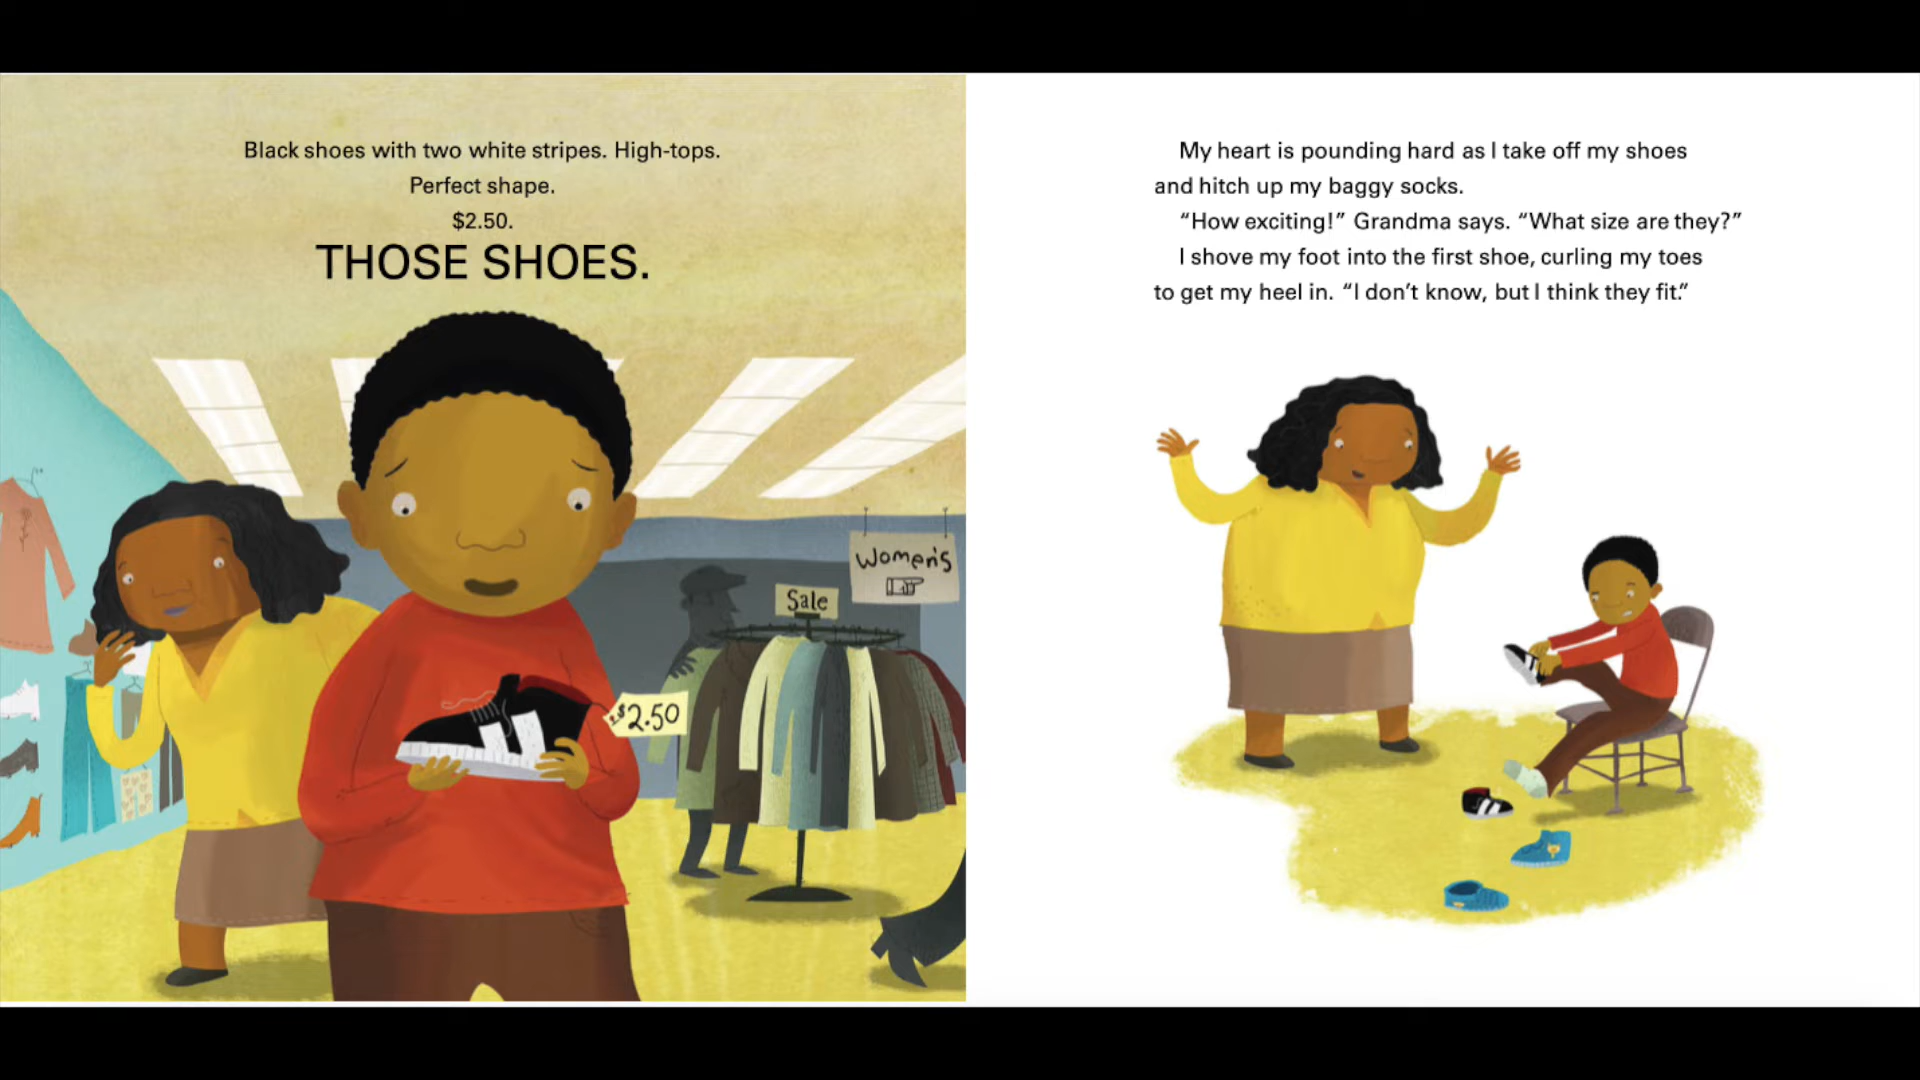 Black shoes with two white stripes. High-tops.
Perfect shape.
$2.50.
THOSE SHOES.
Women's
Sale
$2.50
My heart is pounding hard as I take off my shoes
and hitch up my baggy socks.
“How exciting!” Grandma says. “What size are they?”
I shove my foot into the first shoe, curling my toes
to get my heel in. “I don’t know, but I think they fit.”